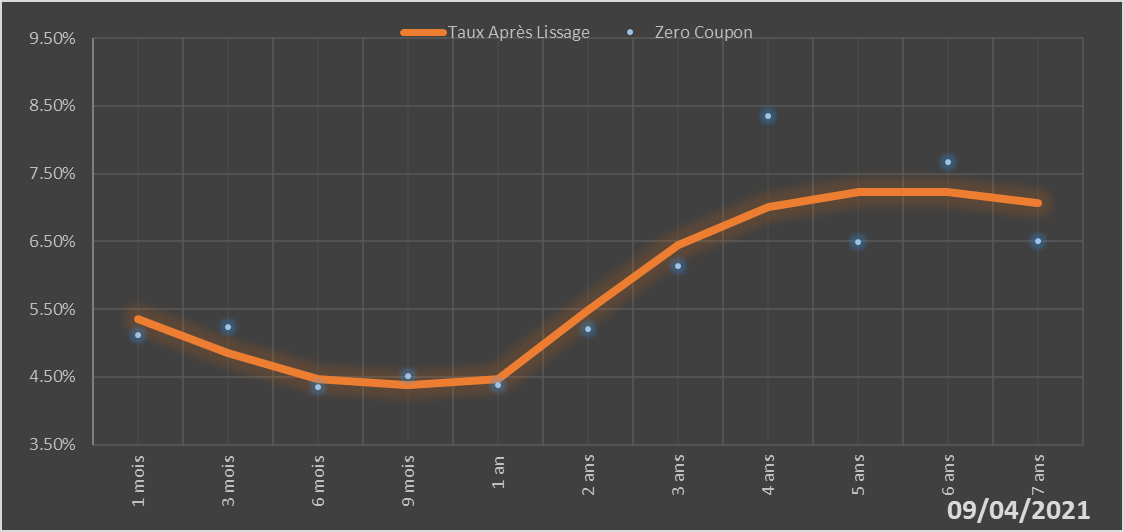 Taux Après Lissage Zero Coupon
9.50%
8.50%
7.50%
6.50%
5.50%
4.50%
3.50%
1 mois
3 mois
6 mois
9 mois
1 an
2 ans
3 ans
4 ans
5 ans
6 ans
7 ans
09/04/2021